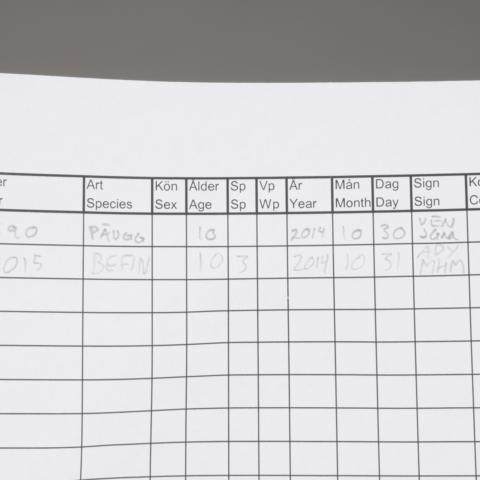 er Art Kön Ålder Sp Vp År Mån Dag Sign Ko
r Species Sex Age Sp Wp Year Month Day Sign Co
90 PÄUGG 10 2014 10 30 VEN JGM
015 BEFIN 10 3 2014 10 31 ADY MHM